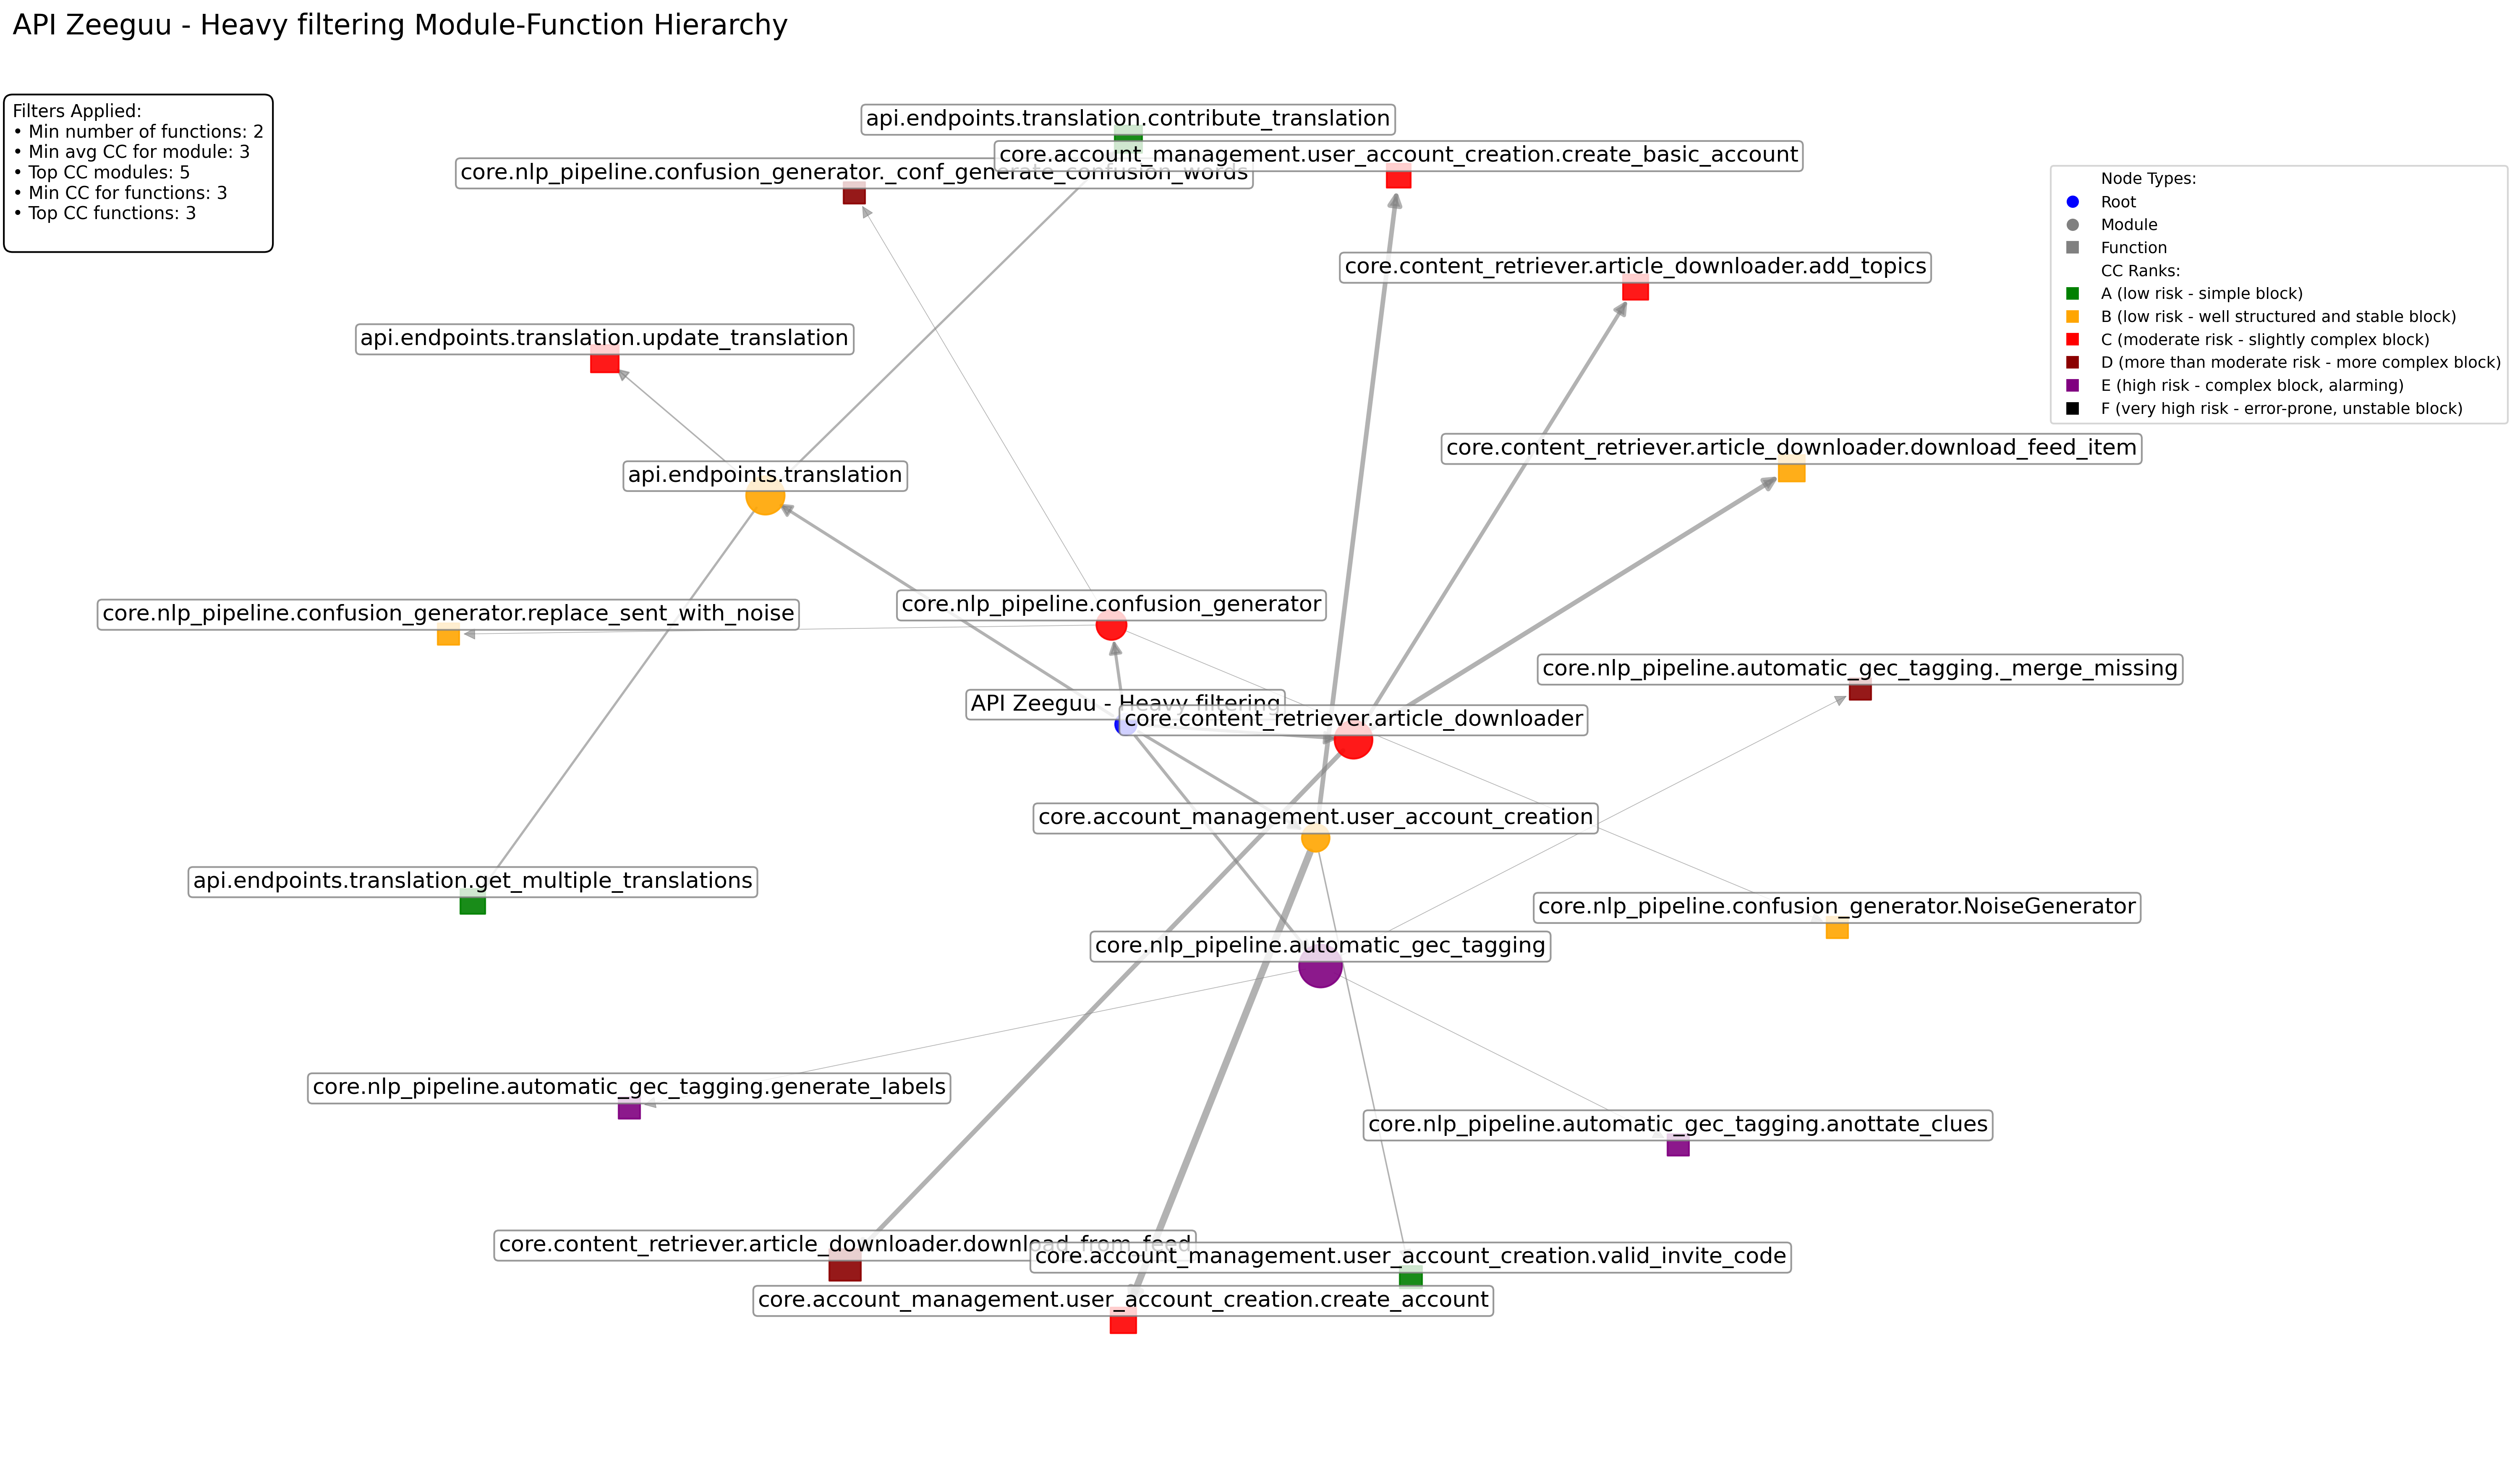 API Zeeguu - Heavy filtering Module-Function Hierarchy
Filters Applied:
• Min number of functions: 2
• Min avg CC for module: 3
• Top CC modules: 5
• Min CC for functions: 3
• Top CC functions: 3
api.endpoints.translation.contribute_translation
core.account_management.user_account_creation.create_basic_account
core.nlp_pipeline.confusion_generator._conf_generate_confusion_words
Node Types:
Root
Module
Function
CC Ranks:
A (low risk - simple block)
B (low risk - well structured and stable block)
C (moderate risk - slightly complex block)
D (more than moderate risk - more complex block)
E (high risk - complex block, alarming)
F (very high risk - error-prone, unstable block)
core.content_retriever.article_downloader.add_topics
api.endpoints.translation.update_translation
core.content_retriever.article_downloader.download_feed_item
api.endpoints.translation
core.nlp_pipeline.confusion_generator
core.nlp_pipeline.confusion_generator.replace_sent_with_noise
core.nlp_pipeline.automatic_gec_tagging._merge_missing
API Zeeguu - Heavy filtering
core.content_retriever.article_downloader
core.account_management.user_account_creation
api.endpoints.translation.get_multiple_translations
core.nlp_pipeline.confusion_generator.NoiseGenerator
core.nlp_pipeline.automatic_gec_tagging
core.nlp_pipeline.automatic_gec_tagging.generate_labels
core.nlp_pipeline.automatic_gec_tagging.anottate_clues
core.content_retriever.article_downloader.download_from_feed
core.account_management.user_account_creation.valid_invite_code
core.account_management.user_account_creation.create_account